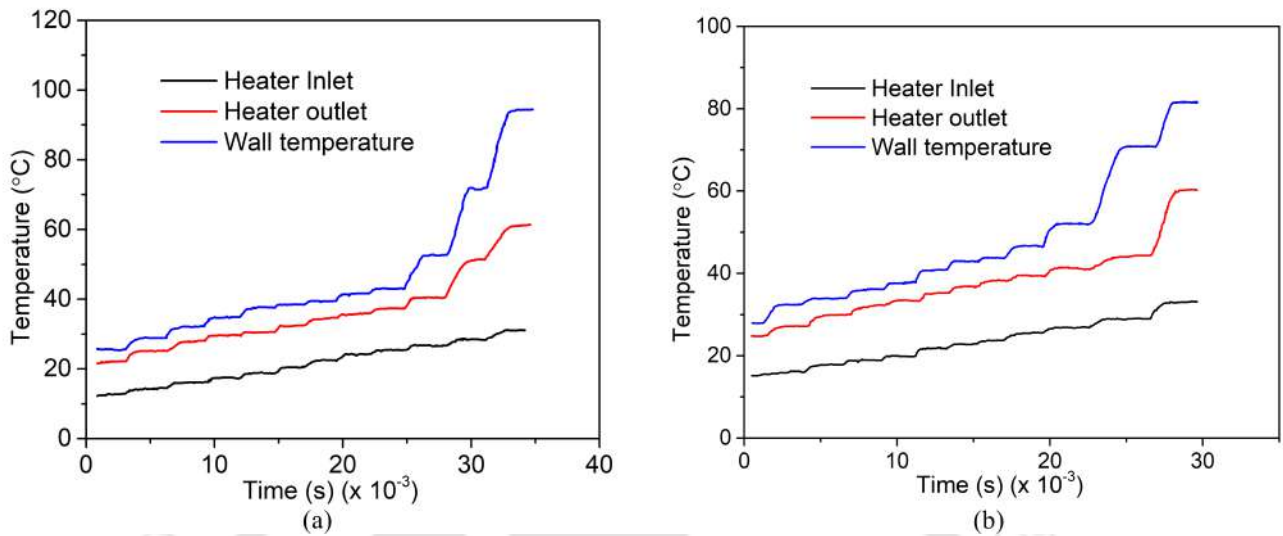 120
100
80
60
40
20
0
Temperature (°C)
Heater Inlet
Heater outlet
Wall temperature
0 10 20 30 40
Time (s) (x 10-3)
(a)
100
80
60
40
20
0
Temperature (°C)
Heater Inlet
Heater outlet
Wall temperature
0 10 20 30
Time (s) (x 10-3)
(b)